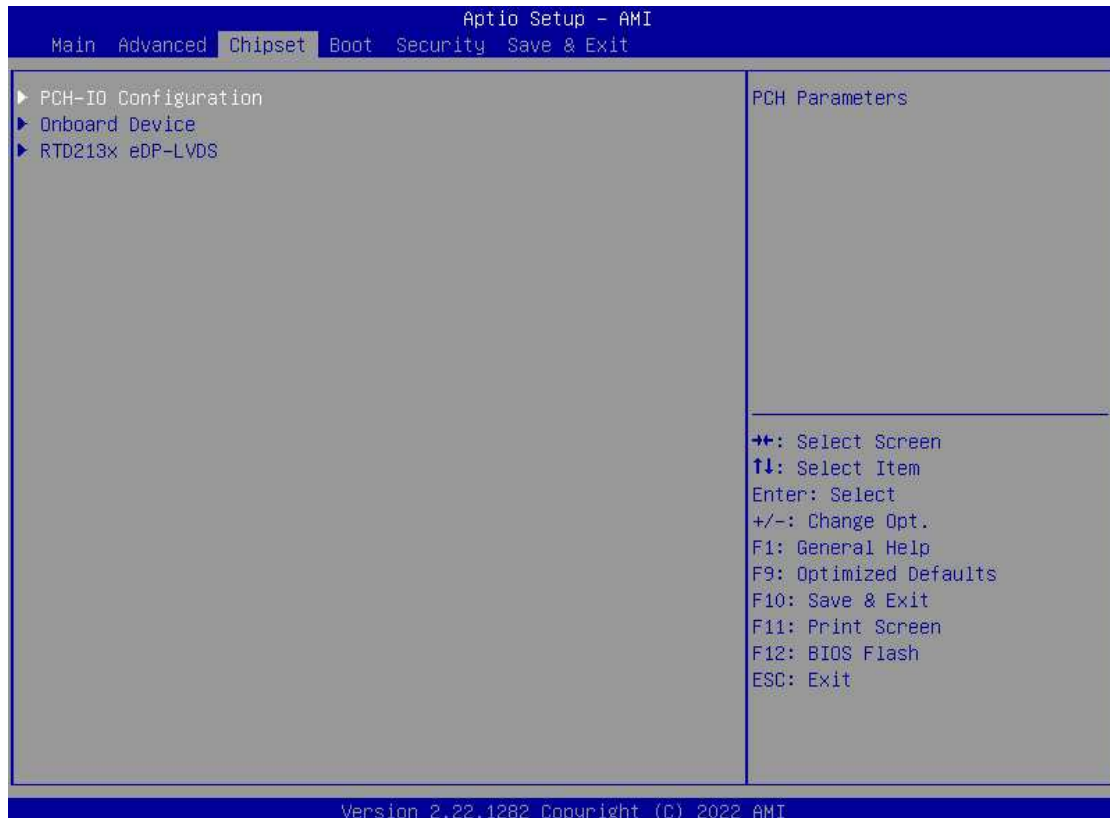 Aptio Setup – AMI
Main Advanced Chipset Boot Security Save & Exit
▶ PCH-IO Configuration
▶ Onboard Device
▶ RTD213x eDP-LVDS
PCH Parameters
→←: Select Screen
↑↓: Select Item
Enter: Select
+/-: Change Opt.
F1: General Help
F9: Optimized Defaults
F10: Save & Exit
F11: Print Screen
F12: BIOS Flash
ESC: Exit
Version 2.22.1282 Copyright (C) 2022 AMI